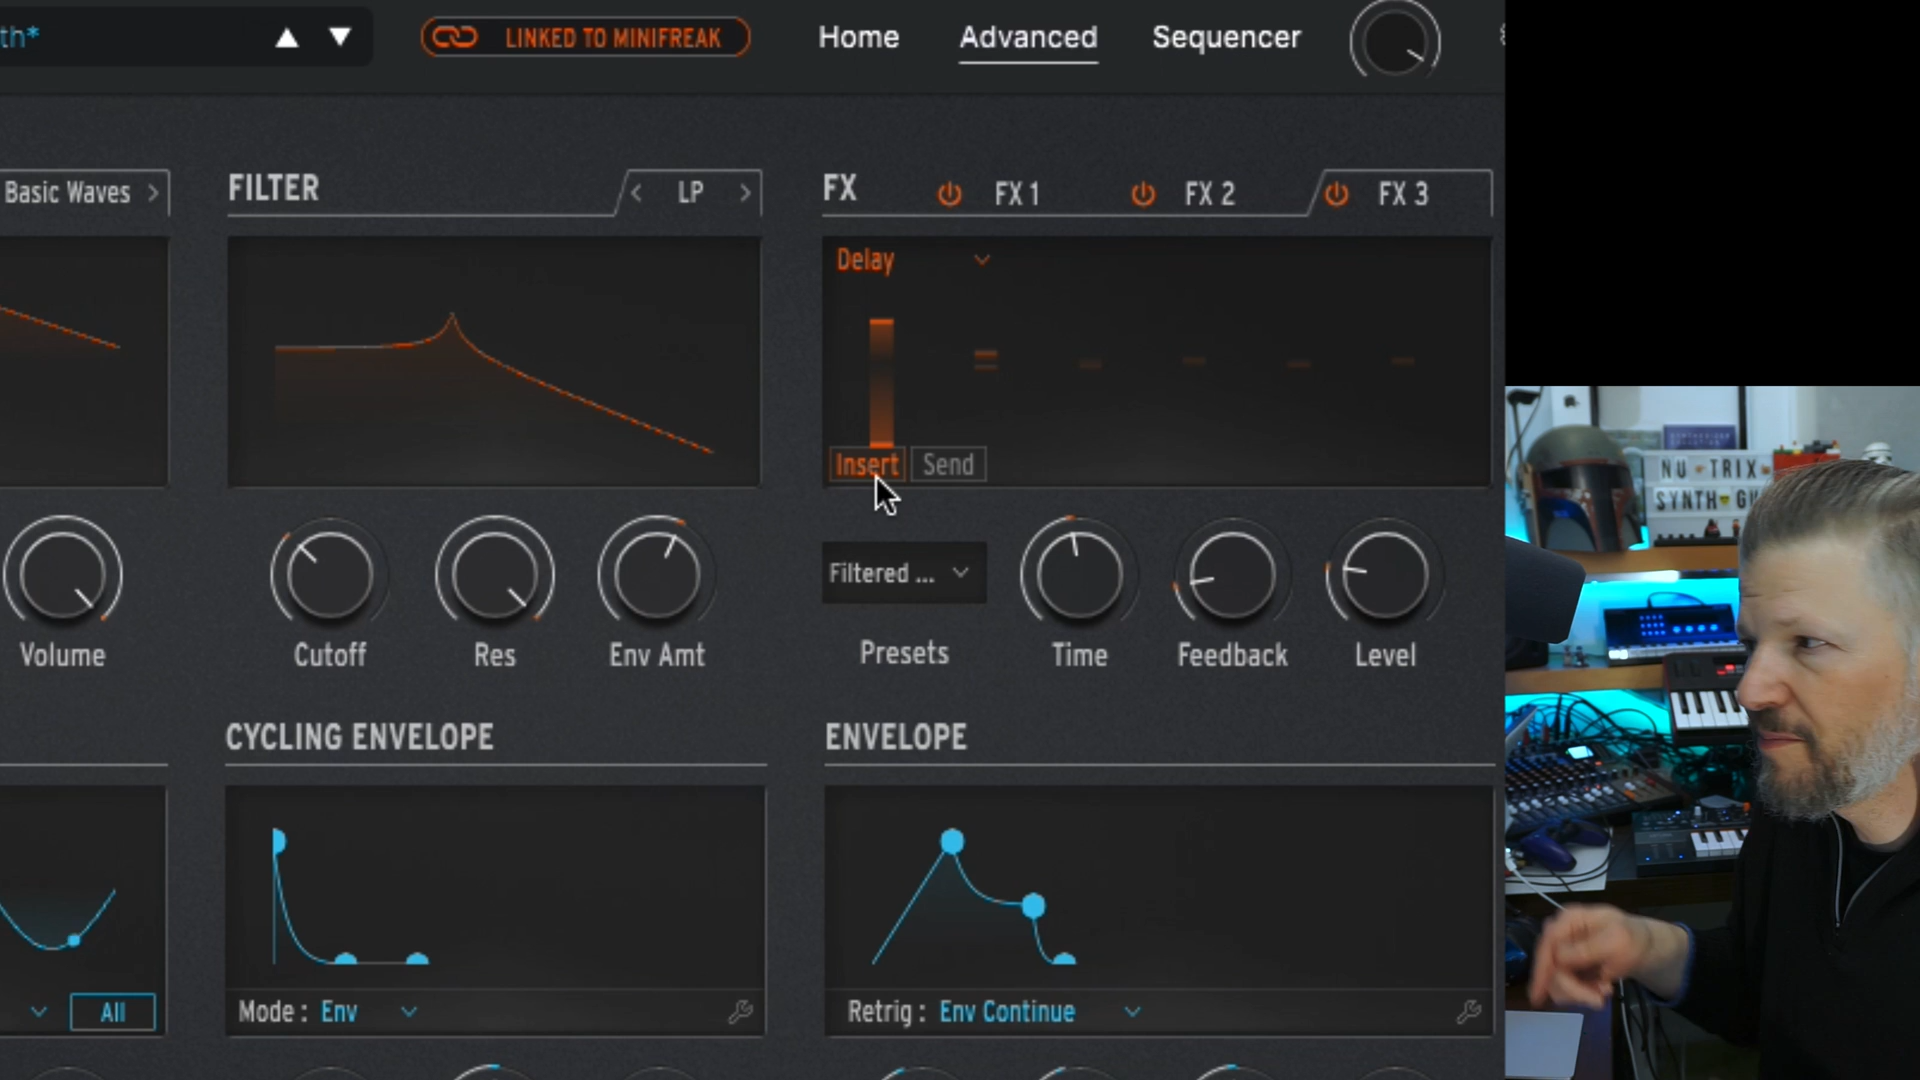 th*
LINKED TO MINIFREAK
Home
Advanced
Sequencer
Basic Waves
FILTER
LP
FX
FX 1
FX 2
FX 3
Delay
Insert
Send
Filtered ...
Volume
Cutoff
Res
Env Amt
Presets
Time
Feedback
Level
CYCLING ENVELOPE
ENVELOPE
All
Mode : Env
Retrig : Env Continue
NU TRIX
SYNTH GU